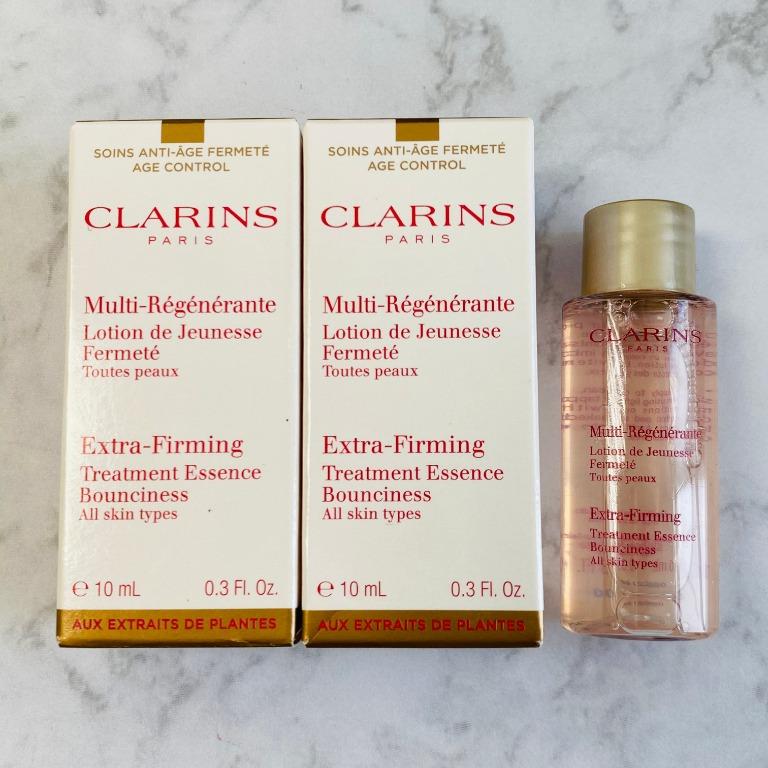 SOINS ANTI-ÂGE FERMETÉ
AGE CONTROL
CLARINS
PARIS
Multi-Régénérante
Lotion de Jeunesse
Fermeté
Toutes peaux
Extra-Firming
Treatment Essence
Bounciness
All skin types
℮ 10 mL 0.3 Fl. Oz.
AUX EXTRAITS DE PLANTES
SOINS ANTI-ÂGE FERMETÉ
AGE CONTROL
CLARINS
PARIS
Multi-Régénérante
Lotion de Jeunesse
Fermeté
Toutes peaux
Extra-Firming
Treatment Essence
Bounciness
All skin types
℮ 10 mL 0.3 Fl. Oz.
AUX EXTRAITS DE PLANTES
CLARINS
PARIS
Multi-Régénérante
Lotion de Jeunesse
Fermeté
Toutes peaux
Extra-Firming
Treatment Essence
Bounciness
All skin types